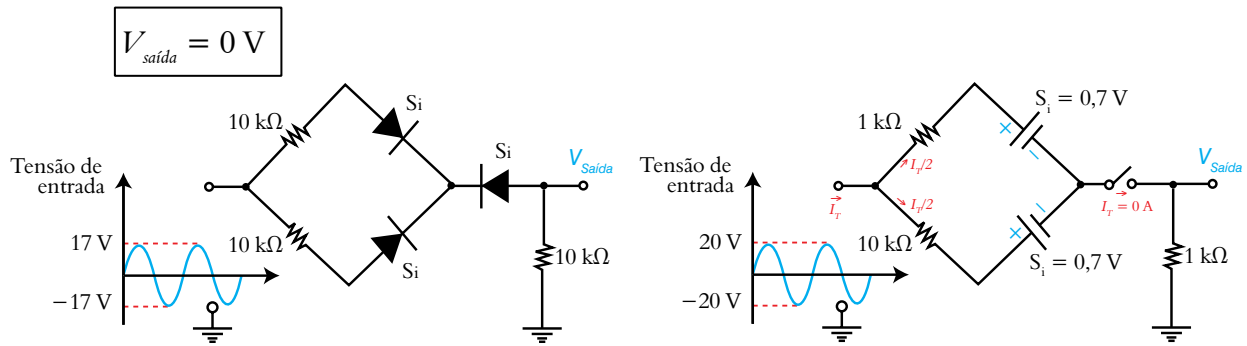 V_saída = 0 V
Si
10 kΩ
Si
Tensão de
entrada
V_Saída
17 V
10 kΩ
Si
10 kΩ
−17 V
S_i = 0,7 V
1 kΩ
+
−
Tensão de
entrada
I_T/2
V_Saída
I_T
I_T/2
−
I_T = 0 A
20 V
10 kΩ
+
1 kΩ
S_i = 0,7 V
−20 V